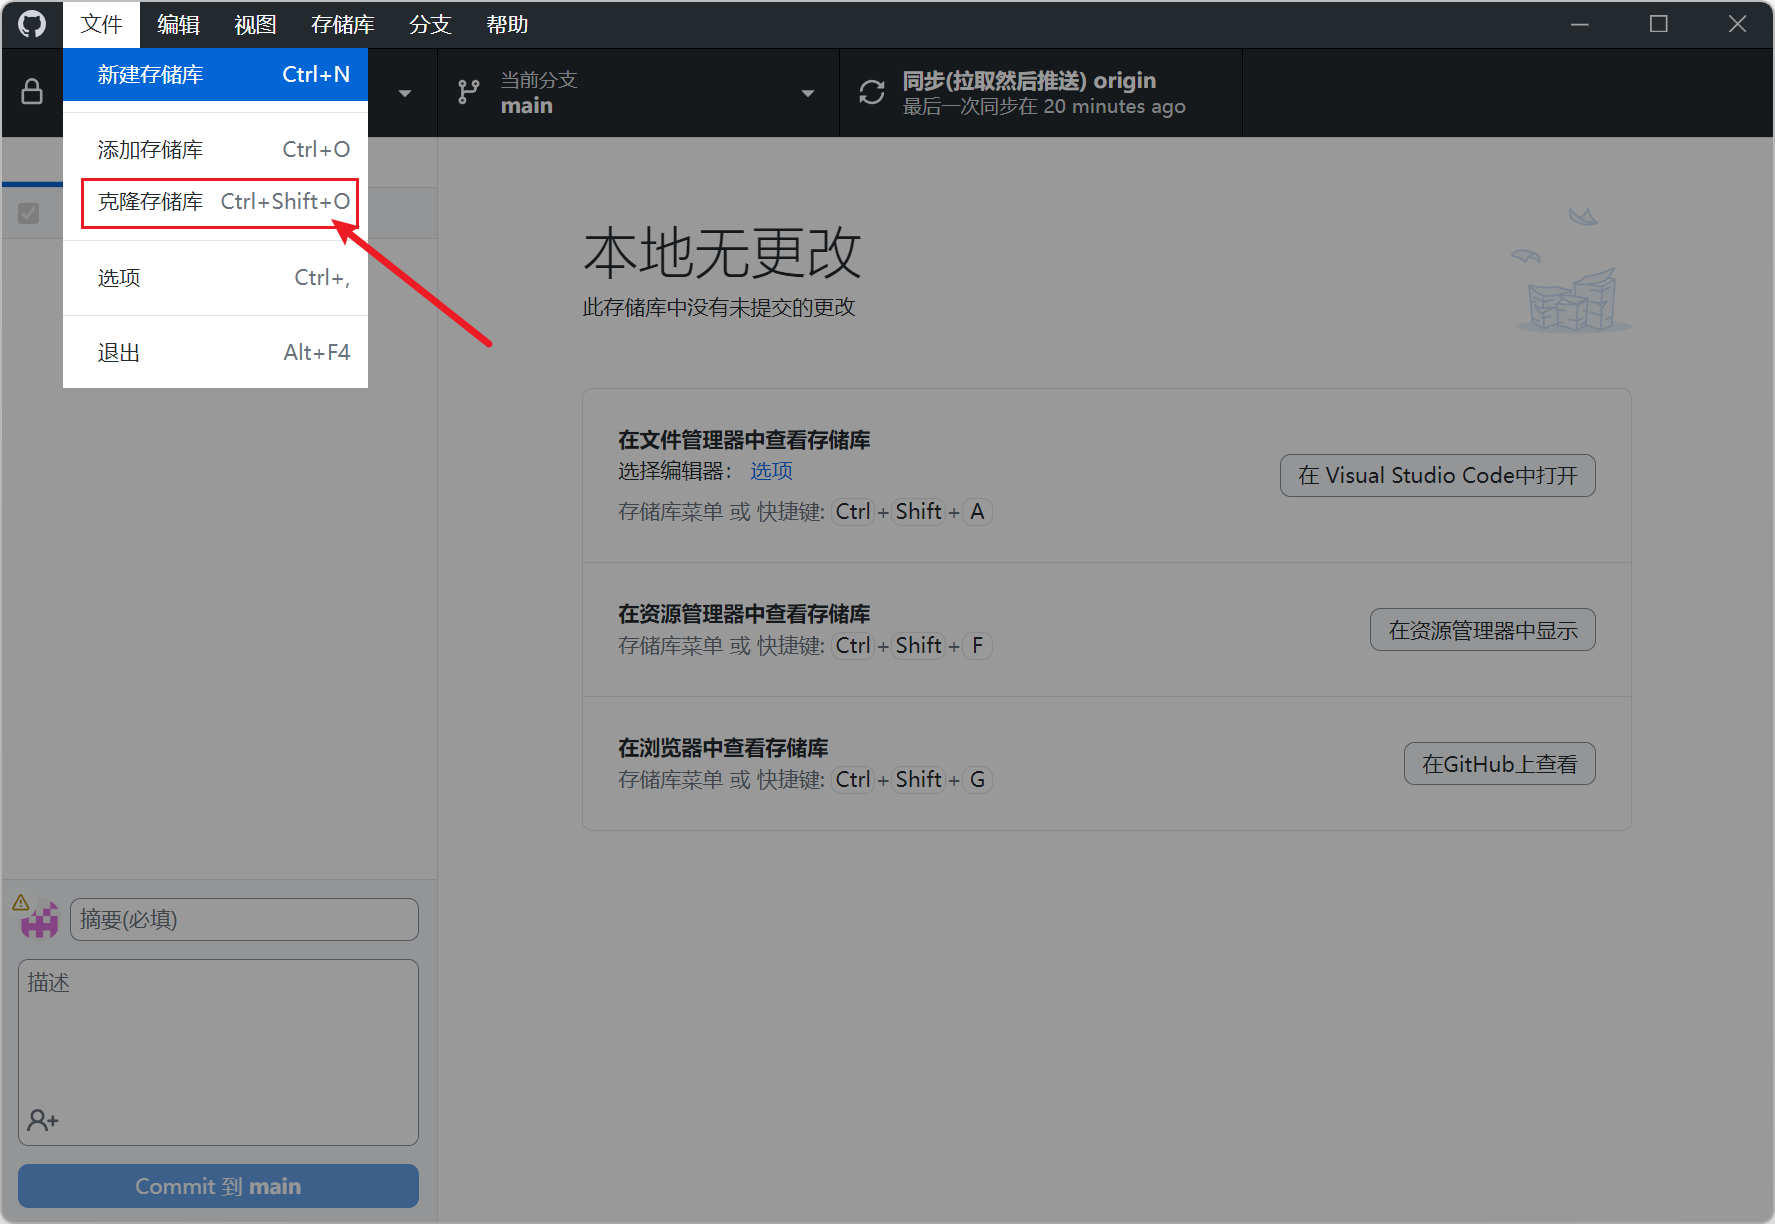 文件 编辑 视图 存储库 分支 帮助
新建存储库 Ctrl+N
添加存储库 Ctrl+O
克隆存储库 Ctrl+Shift+O
选项 Ctrl+,
退出 Alt+F4
当前分支
main
同步(拉取然后推送) origin
最后一次同步在 20 minutes ago
本地无更改
此存储库中没有未提交的更改
在文件管理器中查看存储库
选择编辑器： 选项
存储库菜单 或 快捷键: Ctrl + Shift + A
在 Visual Studio Code中打开
在资源管理器中查看存储库
存储库菜单 或 快捷键: Ctrl + Shift + F
在资源管理器中显示
在浏览器中查看存储库
存储库菜单 或 快捷键: Ctrl + Shift + G
在GitHub上查看
摘要(必填)
描述
Commit 到 main